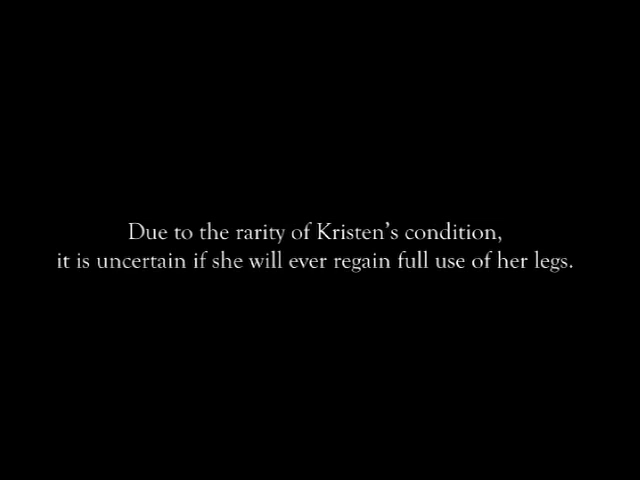 Due to the rarity of Kristen's condition,
it is uncertain if she will ever regain full use of her legs.